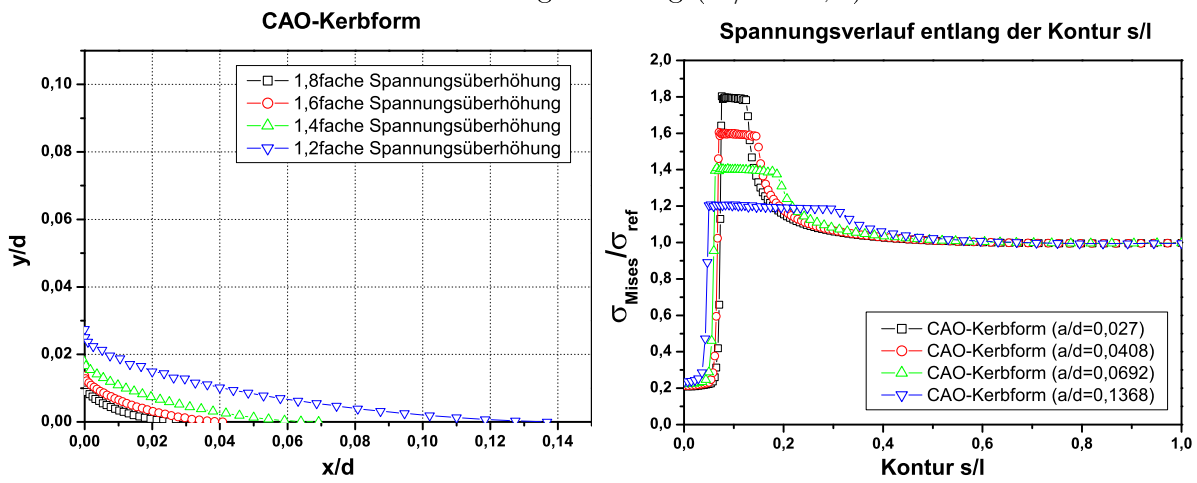 CAO-Kerbform
0,10
0,08
0,06
0,04
0,02
0,00
y/d
1,8fache Spannungsüberhöhung
1,6fache Spannungsüberhöhung
1,4fache Spannungsüberhöhung
1,2fache Spannungsüberhöhung
0,00 0,02 0,04 0,06 0,08 0,10 0,12 0,14
x/d
Spannungsverlauf entlang der Kontur s/l
2,0
1,8
1,6
1,4
1,2
1,0
0,8
0,6
0,4
0,2
0,0
σMises/σref
CAO-Kerbform (a/d=0,027)
CAO-Kerbform (a/d=0,0408)
CAO-Kerbform (a/d=0,0692)
CAO-Kerbform (a/d=0,1368)
0,0 0,2 0,4 0,6 0,8 1,0
Kontur s/l